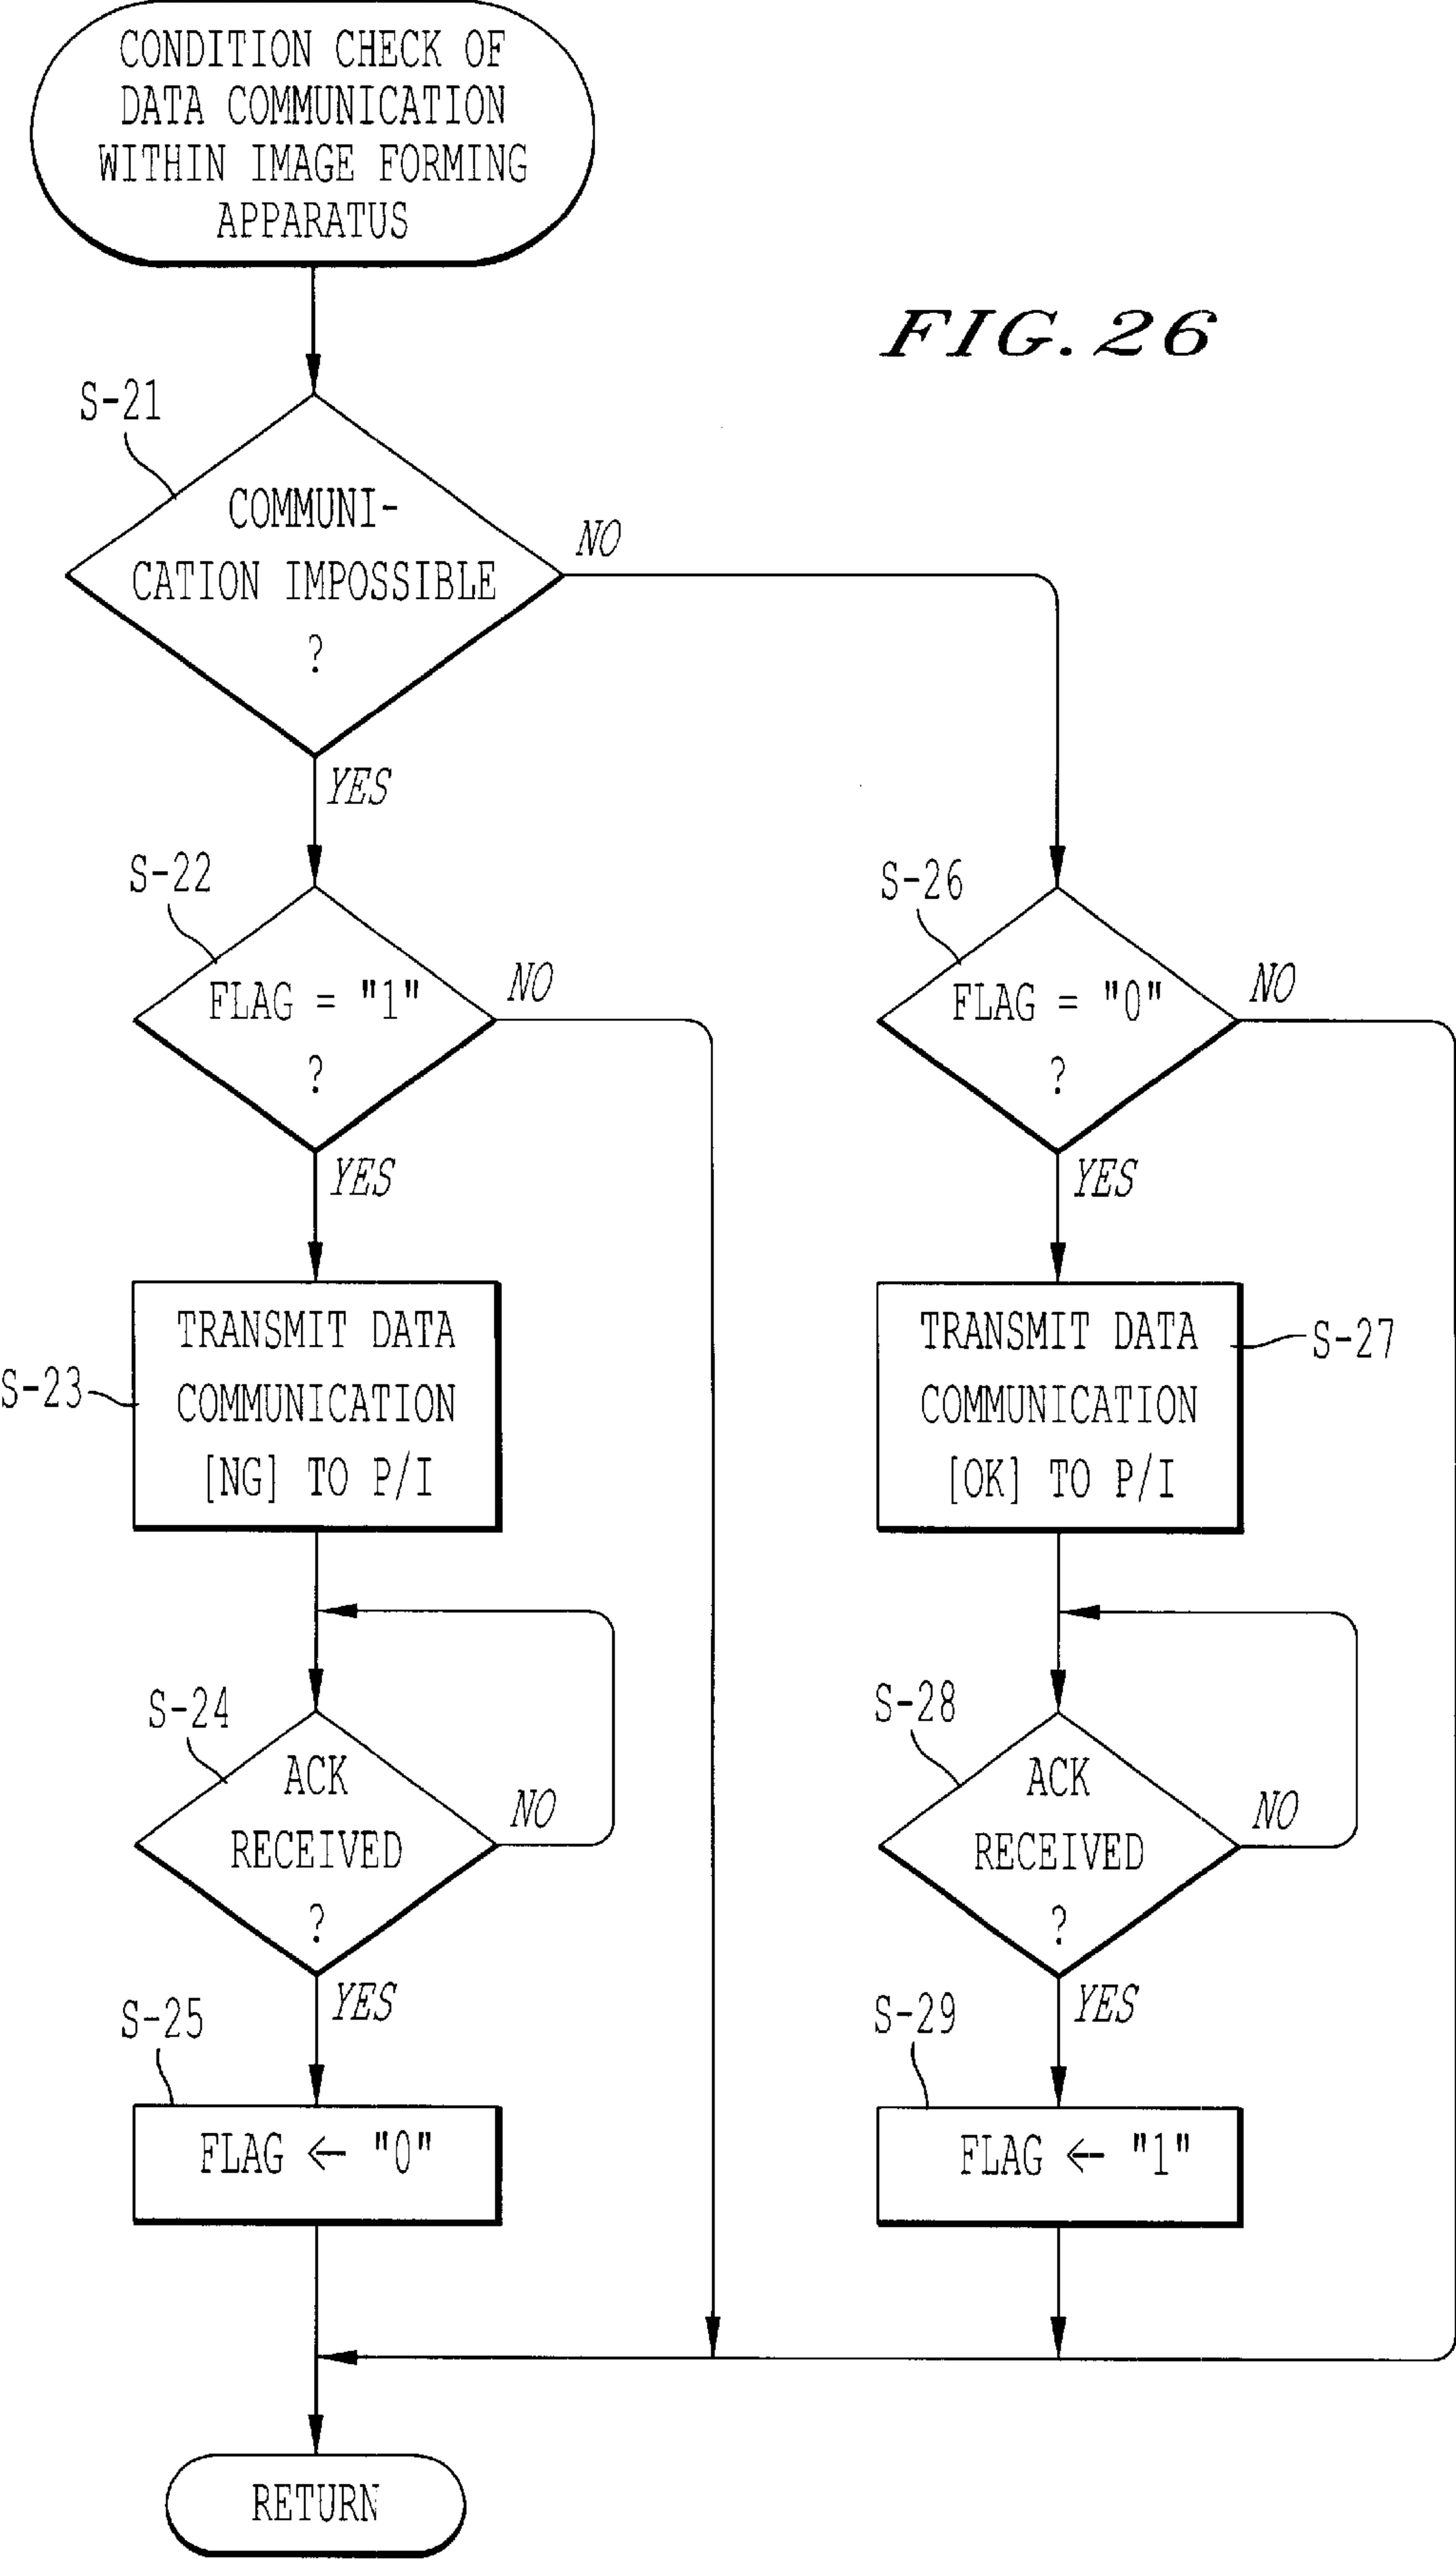 CONDITION CHECK OF
DATA COMMUNICATION
WITHIN IMAGE FORMING
APPARATUS
FIG. 26
S-21
COMMUNI-
CATION IMPOSSIBLE
?
NO
YES
S-22
FLAG = "1"
?
NO
YES
S-26
FLAG = "0"
?
NO
YES
S-23
TRANSMIT DATA
COMMUNICATION
[NG] TO P/I
S-27
TRANSMIT DATA
COMMUNICATION
[OK] TO P/I
S-24
ACK
RECEIVED
?
NO
YES
S-28
ACK
RECEIVED
?
NO
YES
S-25
FLAG ← "0"
S-29
FLAG ← "1"
RETURN